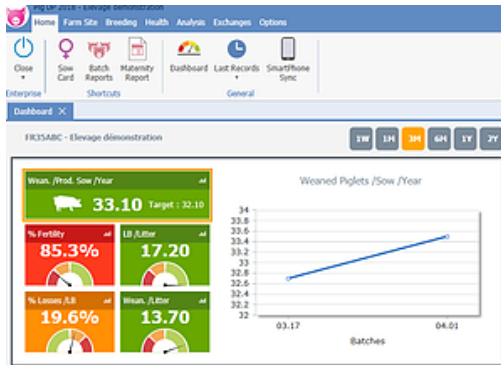 Pig UP 2018 - Elevage démonstration
Home Farm Site Breeding Health Analysis Exchanges Options
Close Sow Card Batch Reports Maternity Report Dashboard Last Records SmartPhone Sync
Enterprise Shortcuts General
Dashboard X
FR35ABC - Elevage démonstration 1W 1M 3M 6M 1Y 2Y
Wean. /Prod. Sow /Year
33.10 Target : 32.10
% Fertility LB /Litter
85.3% 17.20
% Losses /LB Wean. /Litter
19.6% 13.70
Weaned Piglets /Sow /Year
34
33.8
33.6
33.4
33.2
33
32.8
32.6
32.4
32.2
32
03.17 04.01
Batches